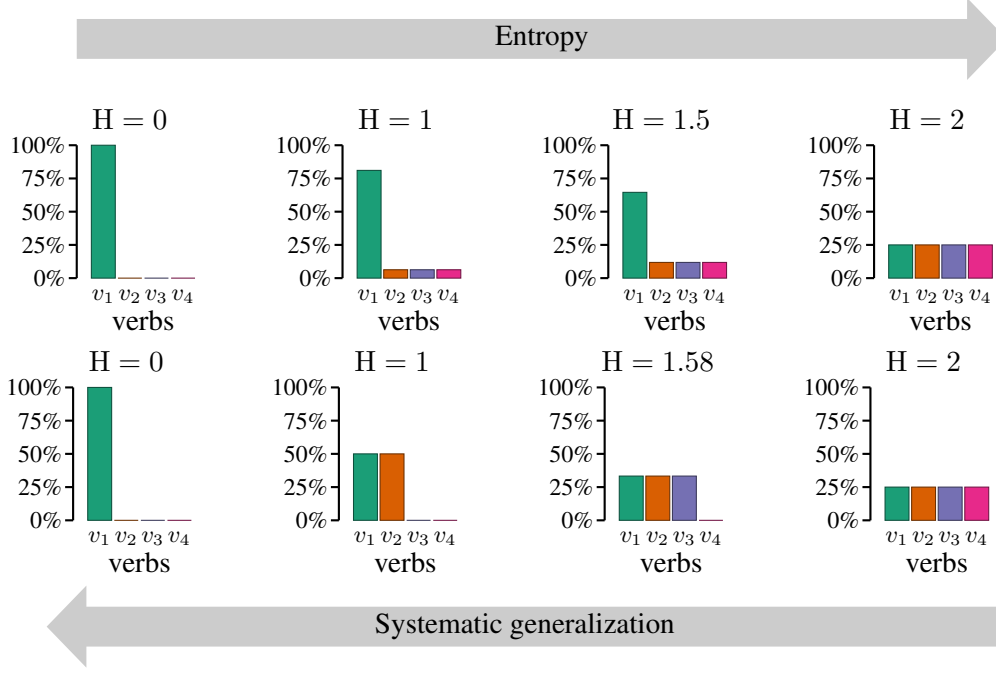 Entropy
H = 0
H = 1
H = 1.5
H = 2
100%
75%
50%
25%
0%
v1 v2 v3 v4
verbs
100%
75%
50%
25%
0%
v1 v2 v3 v4
verbs
100%
75%
50%
25%
0%
v1 v2 v3 v4
verbs
100%
75%
50%
25%
0%
v1 v2 v3 v4
verbs
H = 0
H = 1
H = 1.58
H = 2
100%
75%
50%
25%
0%
v1 v2 v3 v4
verbs
100%
75%
50%
25%
0%
v1 v2 v3 v4
verbs
100%
75%
50%
25%
0%
v1 v2 v3 v4
verbs
100%
75%
50%
25%
0%
v1 v2 v3 v4
verbs
Systematic generalization